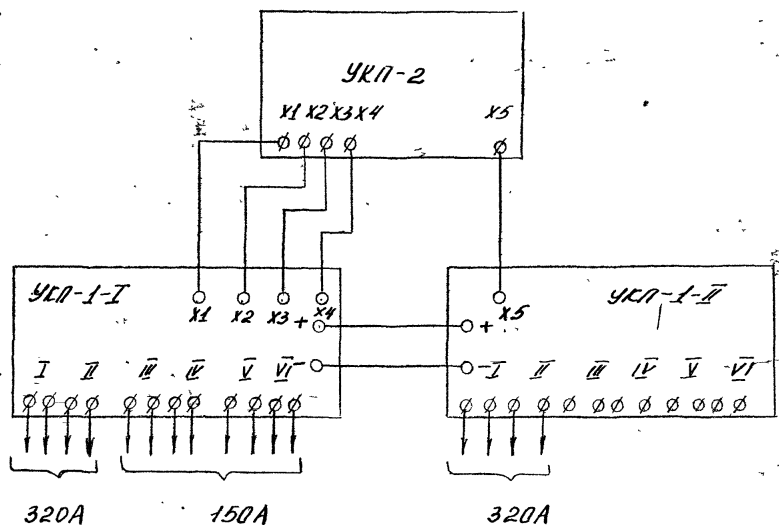 УКП-2
X1 X2 X3 X4 X5
УКП-1-I
X1 X2 X3 X4
+
-
I II III IV V VI
УКП-1-II
X5
+
-
I II III IV V VI
320А 150А 320А